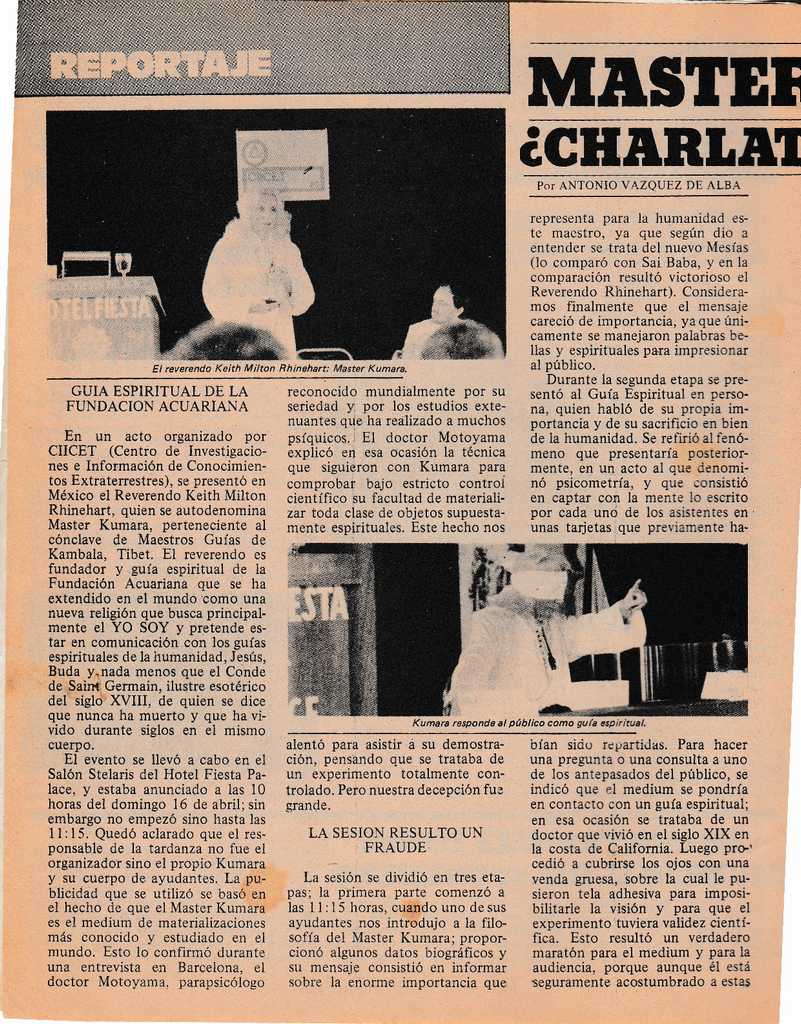 REPORTAJE
MASTER
¿CHARLAT
Por ANTONIO VAZQUEZ DE ALBA
CIICET
HOTEL FIESTA
El reverendo Keith Milton Rhinehart: Master Kumara.
GUIA ESPIRITUAL DE LA
FUNDACION ACUARIANA
En un acto organizado por
CIICET (Centro de Investigacio-
nes e Información de Conocimien-
tos Extraterrestres), se presentó en
México el Reverendo Keith Milton
Rhinehart, quien se autodenomina
Master Kumara, perteneciente al
cónclave de Maestros Guías de
Kambala, Tibet. El reverendo es
fundador y guía espiritual de la
Fundación Acuariana que se ha
extendido en el mundo como una
nueva religión que busca principal-
mente el YO SOY y pretende es-
tar en comunicación con los guías
espirituales de la humanidad, Jesús,
Buda y nada menos que el Conde
de Saint Germain, ilustre esotérico
del siglo XVIII, de quien se dice
que nunca ha muerto y que ha vi-
vido durante siglos en el mismo
cuerpo.
El evento se llevó a cabo en el
Salón Stelaris del Hotel Fiesta Pa-
lace, y estaba anunciado a las 10
horas del domingo 16 de abril; sin
embargo no empezó sino hasta las
11:15. Quedó aclarado que el res-
ponsable de la tardanza no fue el
organizador sino el propio Kumara
y su cuerpo de ayudantes. La pu-
blicidad que se utilizó se basó en
el hecho de que el Master Kumara
es el medium de materializaciones
más conocido y estudiado en el
mundo. Esto lo confirmó durante
una entrevista en Barcelona, el
doctor Motoyama, parapsicólogo
reconocido mundialmente por su
seriedad y por los estudios exte-
nuantes que ha realizado a muchos
psíquicos. El doctor Motoyama
explicó en esa ocasión la técnica
que siguieron con Kumara para
comprobar bajo estricto control
científico su facultad de materiali-
zar toda clase de objetos supuesta-
mente espirituales. Este hecho nos
ESTA
Kumara responde al público como guía espiritual.
alentó para asistir a su demostra-
ción, pensando que se trataba de
un experimento totalmente con-
trolado. Pero nuestra decepción fue
grande.
LA SESION RESULTO UN
FRAUDE
La sesión se dividió en tres eta-
pas; la primera parte comenzó a
las 11:15 horas, cuando uno de sus
ayudantes nos introdujo a la filo-
sofía del Master Kumara; propor-
cionó algunos datos biográficos y
su mensaje consistió en informar
sobre la enorme importancia que
representa para la humanidad es-
te maestro, ya que según dio a
entender se trata del nuevo Mesías
(lo comparó con Sai Baba, y en la
comparación resultó victorioso el
Reverendo Rhinehart). Considera-
mos finalmente que el mensaje
careció de importancia, ya que úni-
camente se manejaron palabras be-
llas y espirituales para impresionar
al público.
Durante la segunda etapa se pre-
sentó al Guía Espiritual en perso-
na, quien habló de su propia im-
portancia y de su sacrificio en bien
de la humanidad. Se refirió al fenó-
meno que presentaría posterior-
mente, en un acto al que denomi-
nó psicometría, y que consistió
en captar con la mente lo escrito
por cada uno de los asistentes en
unas tarjetas que previamente ha-
bían sido repartidas. Para hacer
una pregunta o una consulta a uno
de los antepasados del público, se
indicó que el medium se pondría
en contacto con un guía espiritual;
en esa ocasión se trataba de un
doctor que vivió en el siglo XIX en
la costa de California. Luego pro-
cedió a cubrirse los ojos con una
venda gruesa, sobre la cual le pu-
sieron tela adhesiva para imposi-
bilitarle la visión y para que el
experimento tuviera validez cientí-
fica. Esto resultó un verdadero
maratón para el medium y para la
audiencia, porque aunque él está
seguramente acostumbrado a estas